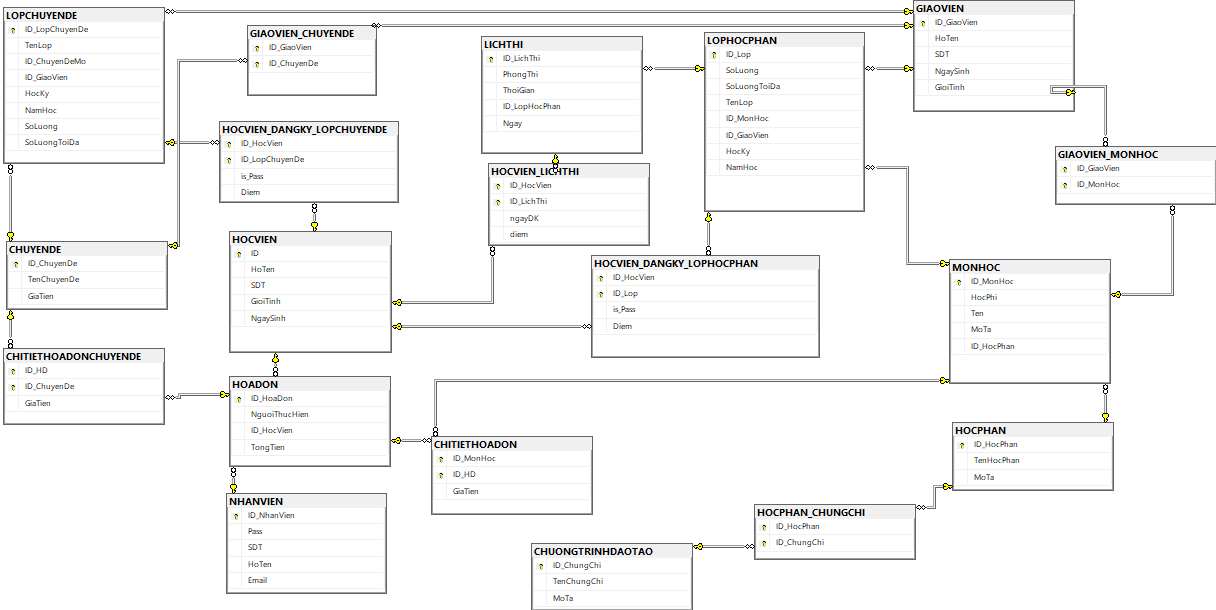 LOPCHUYENDE
ID_LopChuyenDe
TenLop
ID_ChuyenDeMo
ID_GiaoVien
HocKy
NamHoc
SoLuong
SoLuongToiDa
GIAOVIEN_CHUYENDE
ID_GiaoVien
ID_ChuyenDe
LICHTHI
ID_LichThi
PhongThi
ThoiGian
ID_LopHocPhan
Ngay
LOPHOCPHAN
ID_Lop
SoLuong
SoLuongToiDa
TenLop
ID_MonHoc
ID_GiaoVien
HocKy
NamHoc
GIAOVIEN
ID_GiaoVien
HoTen
SDT
NgaySinh
GioiTinh
HOCVIEN_DANGKY_LOPCHUYENDE
ID_HocVien
ID_LopChuyenDe
is_Pass
Diem
HOCVIEN_LICHTHI
ID_HocVien
ID_LichThi
ngayDK
diem
GIAOVIEN_MONHOC
ID_GiaoVien
ID_MonHoc
CHUYENDE
ID_ChuyenDe
TenChuyenDe
GiaTien
HOCVIEN
ID
HoTen
SDT
GioiTinh
NgaySinh
HOCVIEN_DANGKY_LOPHOCPHAN
ID_HocVien
ID_Lop
is_Pass
Diem
MONHOC
ID_MonHoc
HocPhi
Ten
MoTa
ID_HocPhan
CHITIETHOADONCHUYENDE
ID_HD
ID_ChuyenDe
GiaTien
HOADON
ID_HoaDon
NguoiThucHien
ID_HocVien
TongTien
CHITIETHOADON
ID_MonHoc
ID_HD
GiaTien
HOCPHAN
ID_HocPhan
TenHocPhan
MoTa
NHANVIEN
ID_NhanVien
Pass
SDT
HoTen
Email
HOCPHAN_CHUNGCHI
ID_HocPhan
ID_ChungChi
CHUONGTRINHDAOTAO
ID_ChungChi
TenChungChi
MoTa